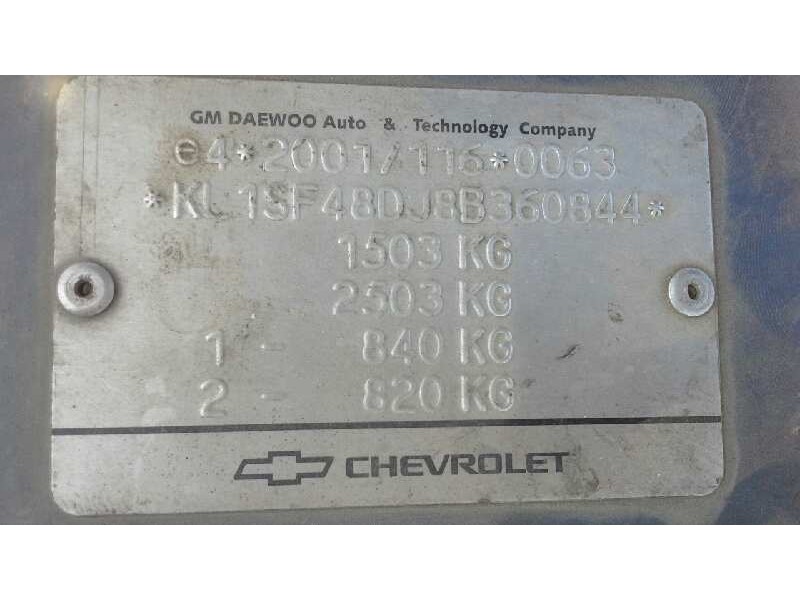 GM DAEWOO Auto & Technology Company
e4*2001/116*0063
*KL1SF48DJ8B360844*
1503 KG
2503 KG
1 - 840 KG
2 - 820 KG
CHEVROLET